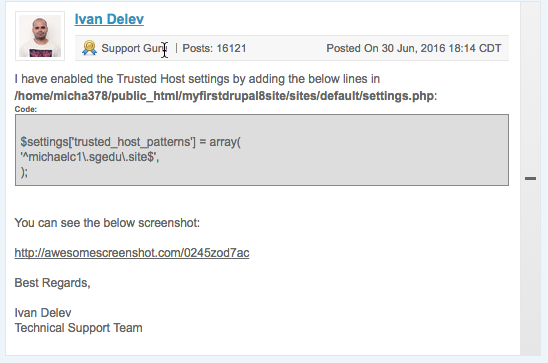 Ivan Delev
Support Guru | Posts: 16121 Posted On 30 Jun, 2016 18:14 CDT
I have enabled the Trusted Host settings by adding the below lines in
/home/micha378/public_html/myfirstdrupal8site/sites/default/settings.php:
Code:
$settings['trusted_host_patterns'] = array(
'^michaelc1\.sgedu\.site$',
);
You can see the below screenshot:
http://awesomescreenshot.com/0245zod7ac
Best Regards,
Ivan Delev
Technical Support Team